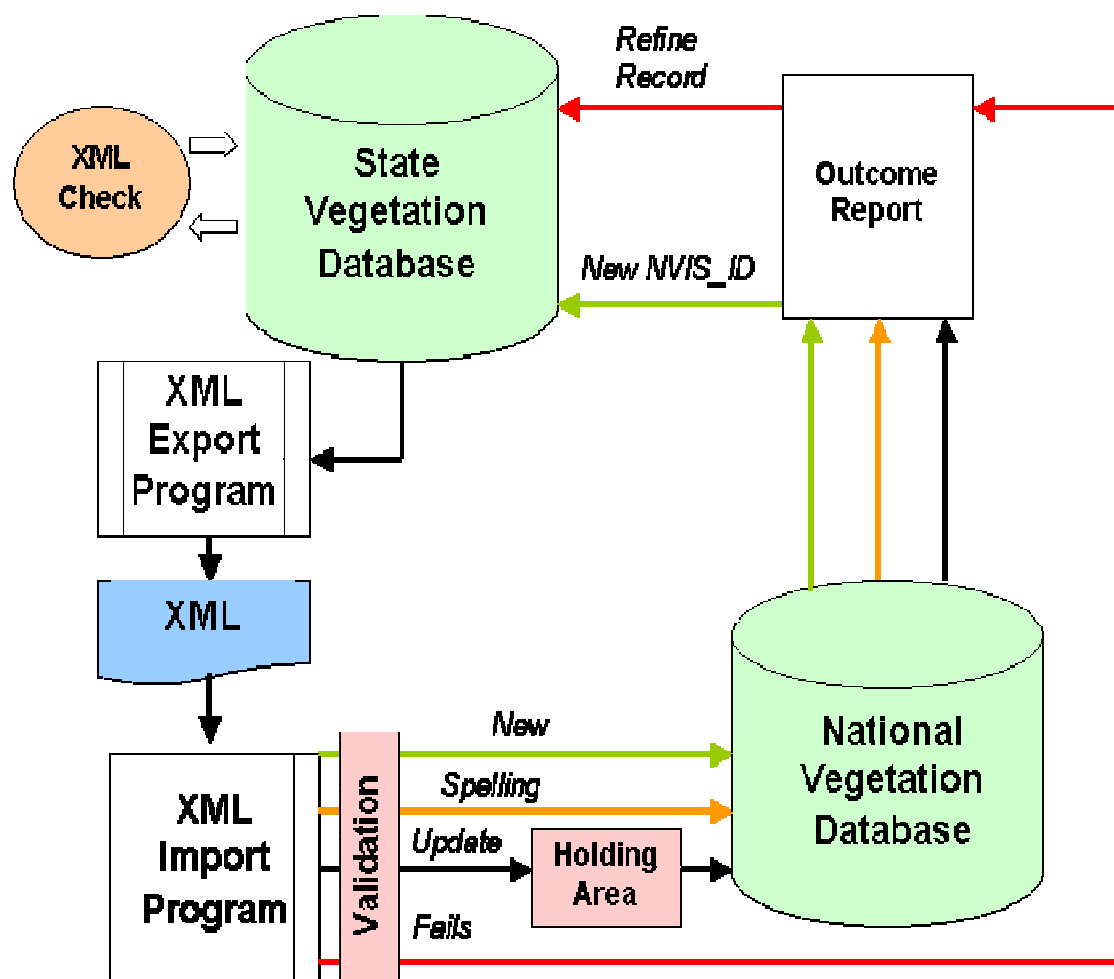 Refine
Record
XML
Check
State
Vegetation
Database
Outcome
Report
New NVIS_ID
XML
Export
Program
XML
New
Spelling
Update
Fails
Validation
Holding
Area
XML
Import
Program
National
Vegetation
Database